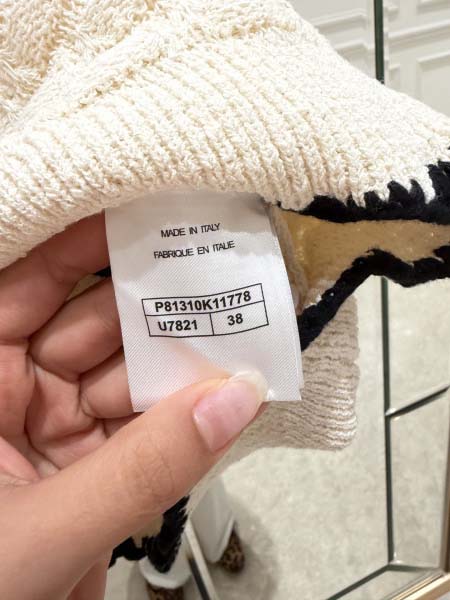 MADE IN ITALY
FABRIQUE EN ITALIE
P81310K11778
U7821 38